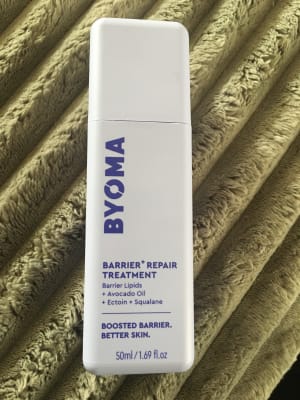 BYOMA
BARRIER+ REPAIR
TREATMENT
Barrier Lipids
+ Avocado Oil
+ Ectoin + Squalane
BOOSTED BARRIER.
BETTER SKIN.
50ml/1.69 fl.oz